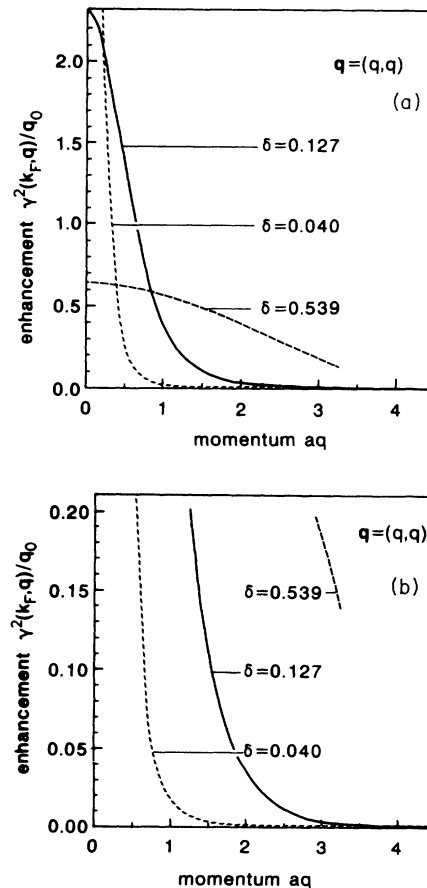 2.0
1.5
1.0
0.5
0.0
enhancement γ²(k_F,q)/q₀
q=(q,q)
(a)
δ=0.127
δ=0.040
δ=0.539
0 1 2 3 4
momentum aq
0.20
0.15
0.10
0.05
0.00
enhancement γ²(k_F,q)/q₀
q=(q,q)
(b)
δ=0.539
δ=0.127
δ=0.040
0 1 2 3 4
momentum aq